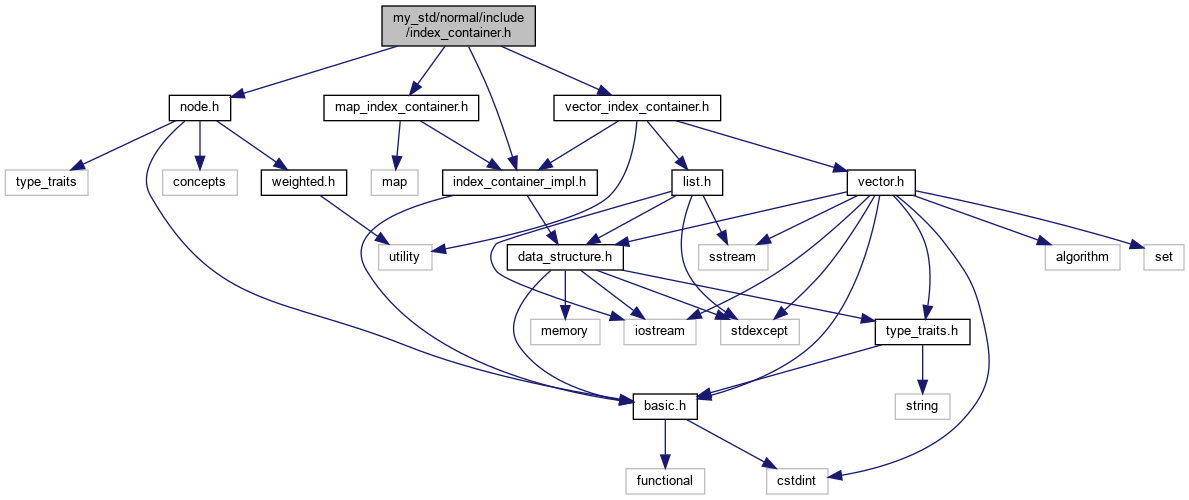 my_std/normal/include
/index_container.h
node.h
map_index_container.h
vector_index_container.h
type_traits
concepts
weighted.h
map
index_container_impl.h
list.h
vector.h
utility
data_structure.h
sstream
algorithm
set
memory
iostream
stdexcept
type_traits.h
basic.h
string
functional
cstdint